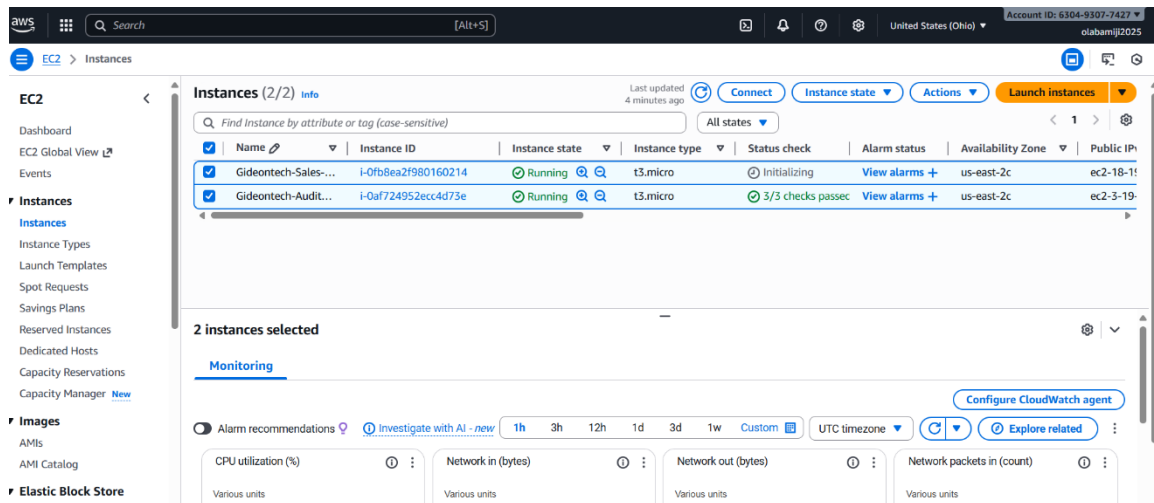 aws Search [Alt+S] United States (Ohio) Account ID: 6304-9307-7427
olabamiji2025
EC2 > Instances
EC2
Dashboard
EC2 Global View
Events
Instances
Instances
Instance Types
Launch Templates
Spot Requests
Savings Plans
Reserved Instances
Dedicated Hosts
Capacity Reservations
Capacity Manager New
Images
AMIs
AMI Catalog
Elastic Block Store
Instances (2/2) Info
Last updated
4 minutes ago
Connect Instance state Actions Launch instances
Find Instance by attribute or tag (case-sensitive) All states 1
Name Instance ID Instance state Instance type Status check Alarm status Availability Zone Public IPv
Gideontech-Sales-... i-0fb8ea2f980160214 Running t3.micro Initializing View alarms + us-east-2c ec2-18-19
Gideontech-Audit... i-0af724952ecc4d73e Running t3.micro 3/3 checks passec View alarms + us-east-2c ec2-3-19-
2 instances selected
Monitoring
Configure CloudWatch agent
Alarm recommendations Investigate with AI - new 1h 3h 12h 1d 3d 1w Custom UTC timezone Explore related
CPU utilization (%) Network in (bytes) Network out (bytes) Network packets in (count)
Various units Various units Various units Various units